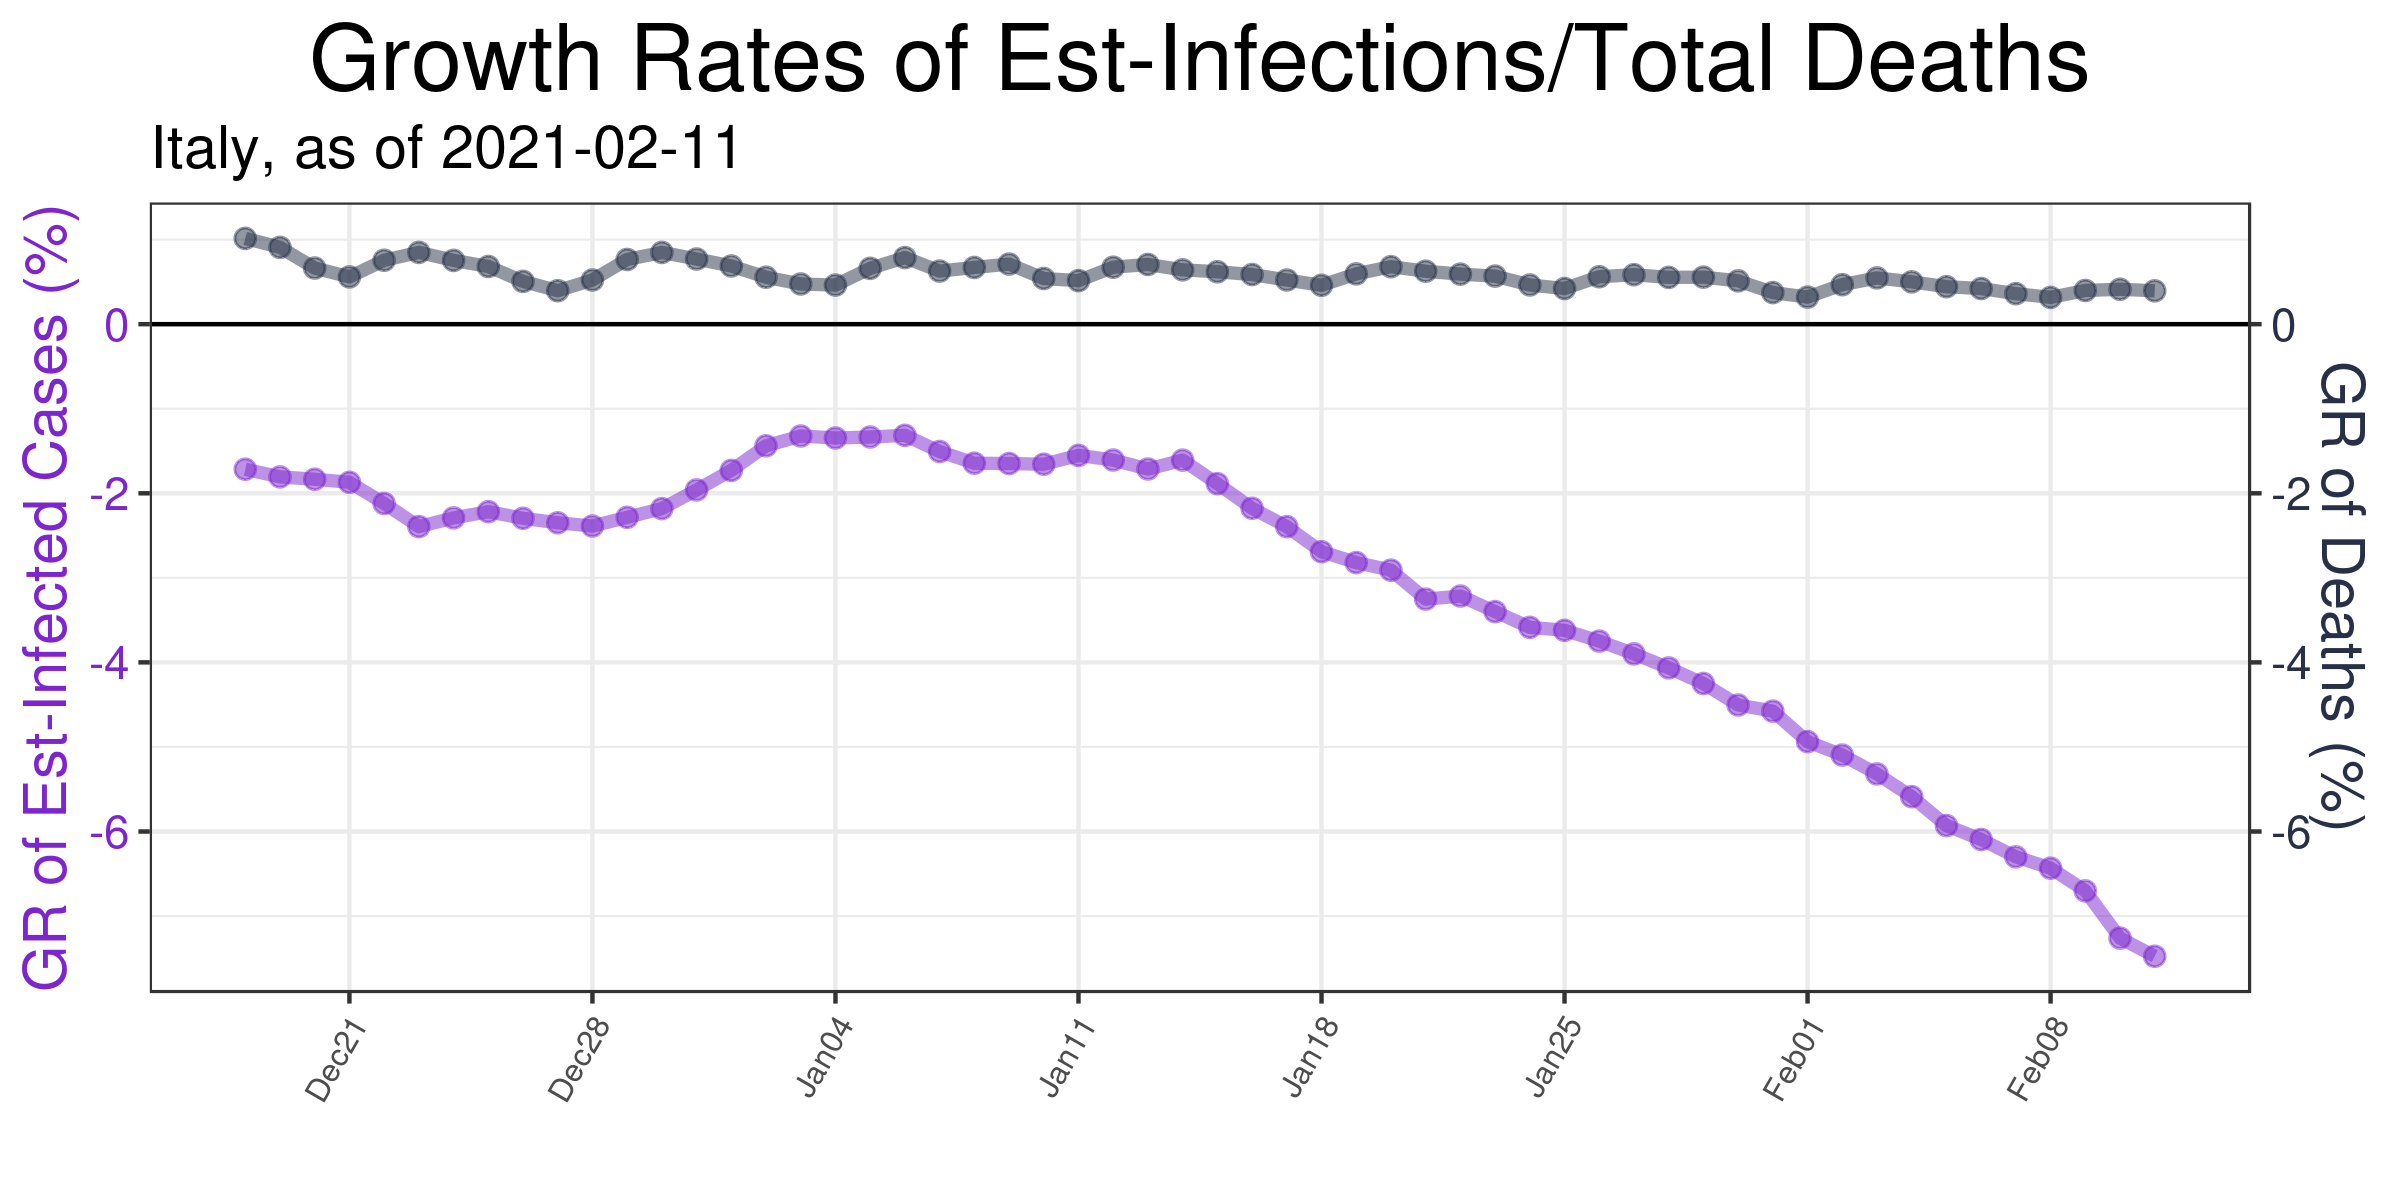 Growth Rates of Est-Infections/Total Deaths
Italy, as of 2021-02-11
GR of Est-Infected Cases (%)
0
-2
-4
-6
0
-2
-4
-6
GR of Deaths (%)
Dec21
Dec28
Jan04
Jan11
Jan18
Jan25
Feb01
Feb08